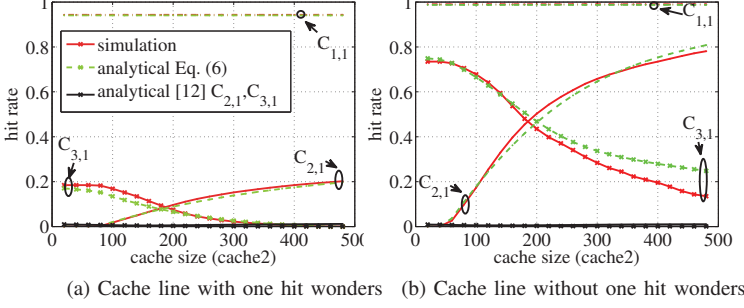 1
0.8
0.6
0.4
0.2
0
hit rate
C1,1
simulation
analytical Eq. (6)
analytical [12] C2,1,C3,1
C3,1
C2,1
100 200 300 400 500
cache size (cache2)
(a) Cache line with one hit wonders
1
0.8
0.6
0.4
0.2
0
hit rate
C1,1
C3,1
C2,1
100 200 300 400 500
cache size (cache2)
(b) Cache line without one hit wonders